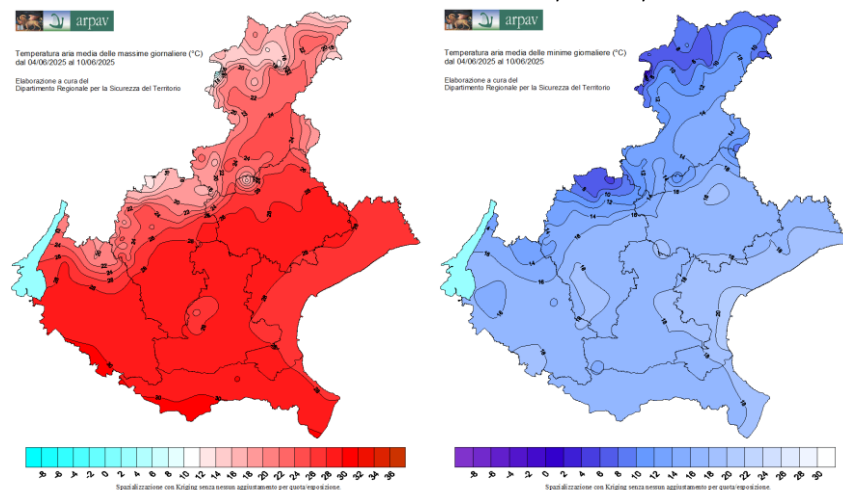 arpav
Temperatura aria media delle massime giornaliere (°C)
dal 04/06/2025 al 10/06/2025
Elaborazione a cura del
Dipartimento Regionale per la Sicurezza del Territorio
-8 -6 -4 -2 0 2 4 6 8 10 12 14 16 18 20 22 24 26 28 30 32 34 36
Spazializzazione con Kriging senza nessun aggiustamento per quota/esposizione.
arpav
Temperatura aria media delle minime giornaliere (°C)
dal 04/06/2025 al 10/06/2025
Elaborazione a cura del
Dipartimento Regionale per la Sicurezza del Territorio
-8 -6 -4 -2 0 2 4 6 8 10 12 14 16 18 20 22 24 26 28 30
Spazializzazione con Kriging senza nessun aggiustamento per quota/esposizione.